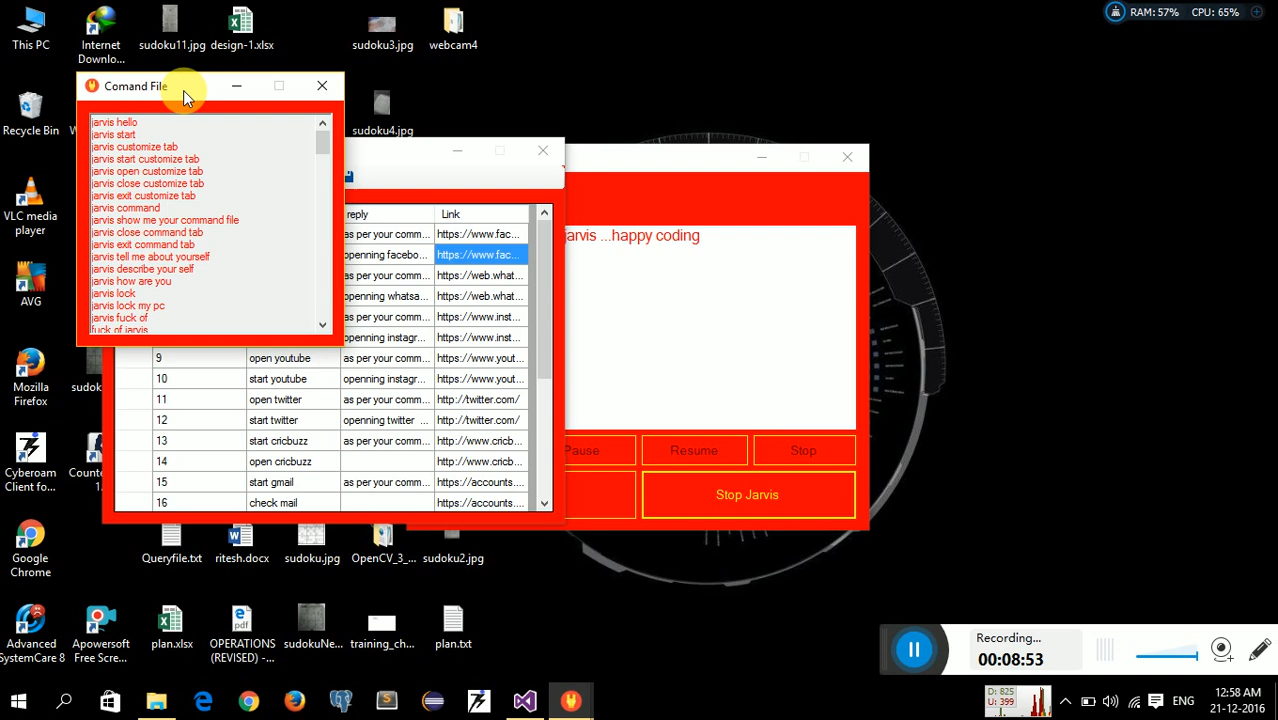 This PC
Internet
Downlo...
sudoku11.jpg
design-1.xlsx
sudoku3.jpg
webcam4
RAM: 57%
CPU: 65%
Comand File
jarvis hello
jarvis start
jarvis customize tab
jarvis start customize tab
jarvis open customize tab
jarvis close customize tab
jarvis exit customize tab
jarvis command
jarvis show me your command file
jarvis close command tab
jarvis exit command tab
jarvis tell me about yourself
jarvis describe your self
jarvis how are you
jarvis lock
jarvis lock my pc
jarvis fuck of
fuck of jarvis
Recycle Bin
sudoku4.jpg
VLC media
player
AVG
Mozilla
Firefox
Cyberoam
Client fo...
Google
Chrome
Advanced
SystemCare 8
reply
Link
as per your comm...
https://www.fac...
openning facebo...
https://www.fac...
as per your comm...
https://web.what...
openning whatsa...
https://web.what...
as per your comm...
https://www.inst...
openning instagr...
https://www.inst...
9
open youtube
as per your comm...
https://www.yout...
10
start youtube
openning instagr...
https://www.yout...
11
open twitter
as per your comm...
http://twitter.com/
12
start twitter
openning twitter
http://twitter.com/
13
start cricbuzz
as per your comm...
http://www.cricb...
14
open cricbuzz
http://www.cricb...
15
start gmail
as per your comm...
https://accounts....
16
check mail
https://accounts....
jarvis ...happy coding
Pause
Resume
Stop
Stop Jarvis
Queryfile.txt
ritesh.docx
sudoku.jpg
OpenCV_3_...
sudoku2.jpg
Apowersoft
Free Scre...
plan.xlsx
OPERATIONS
(REVISED) -...
sudokuNe...
training_ch...
plan.txt
Recording...
00:08:53
D: 825
U: 399
ENG
12:58 AM
21-12-2016